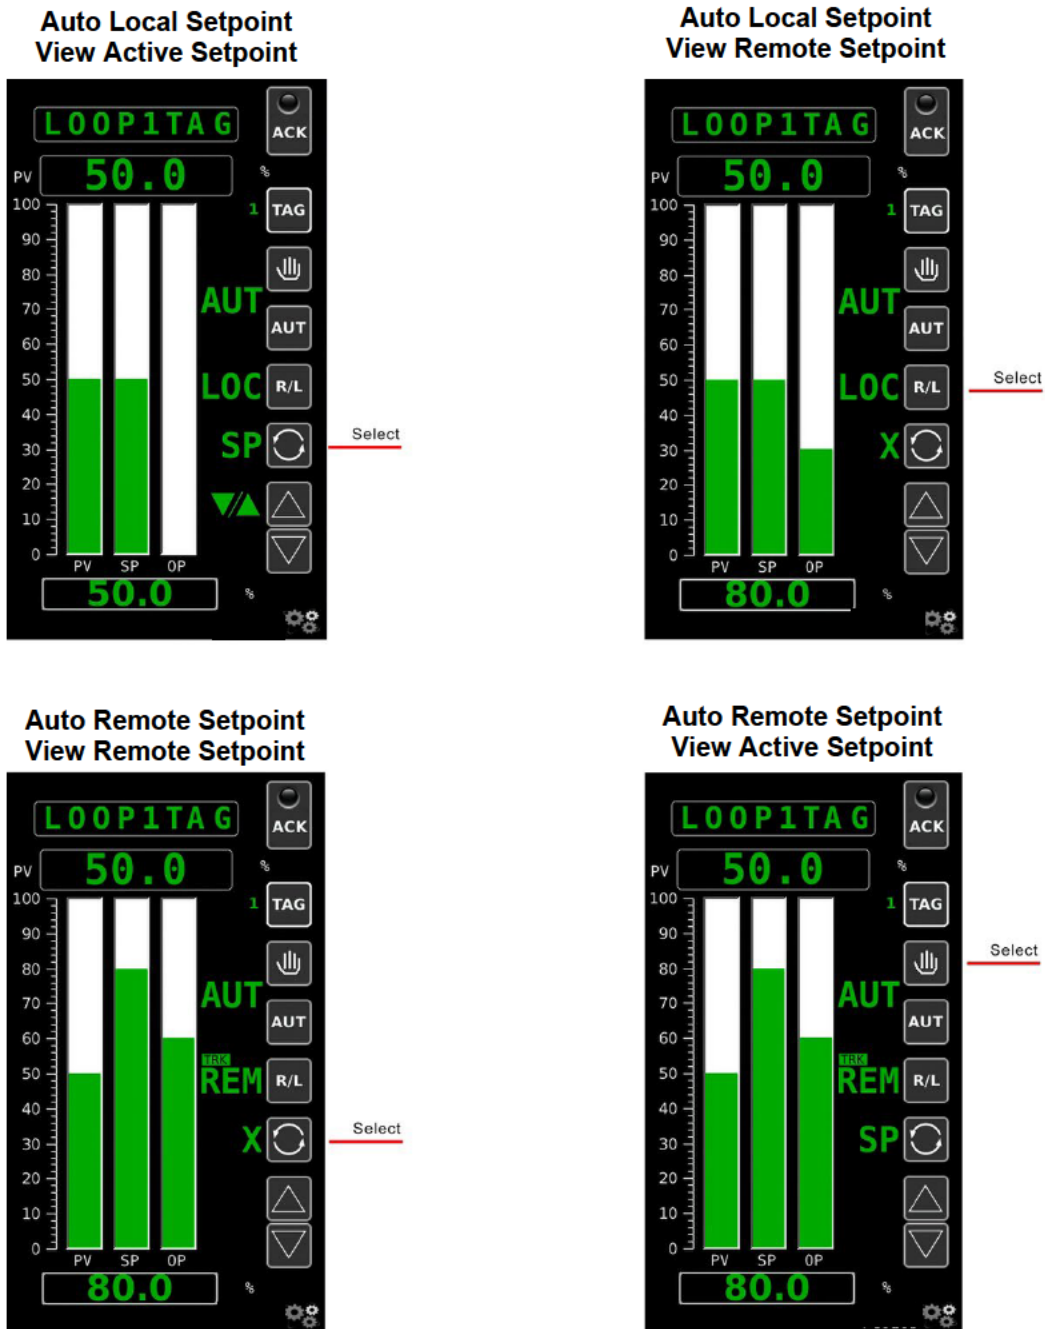 Auto Local Setpoint
View Active Setpoint
LOOP1TAG
ACK
PV 50.0 %
100
90
80
70
60
50
40
30
20
10
0
1 TAG
AUT
AUT
LOC R/L
SP
Select
PV SP OP
50.0 %
Auto Local Setpoint
View Remote Setpoint
LOOP1TAG
ACK
PV 50.0 %
100
90
80
70
60
50
40
30
20
10
0
1 TAG
AUT
AUT
LOC R/L
Select
X
PV SP OP
80.0 %
Auto Remote Setpoint
View Remote Setpoint
LOOP1TAG
ACK
PV 50.0 %
100
90
80
70
60
50
40
30
20
10
0
1 TAG
AUT
AUT
TRK
REM R/L
X
Select
PV SP OP
80.0 %
Auto Remote Setpoint
View Active Setpoint
LOOP1TAG
ACK
PV 50.0 %
100
90
80
70
60
50
40
30
20
10
0
1 TAG
Select
AUT
AUT
TRK
REM R/L
SP
PV SP OP
80.0 %